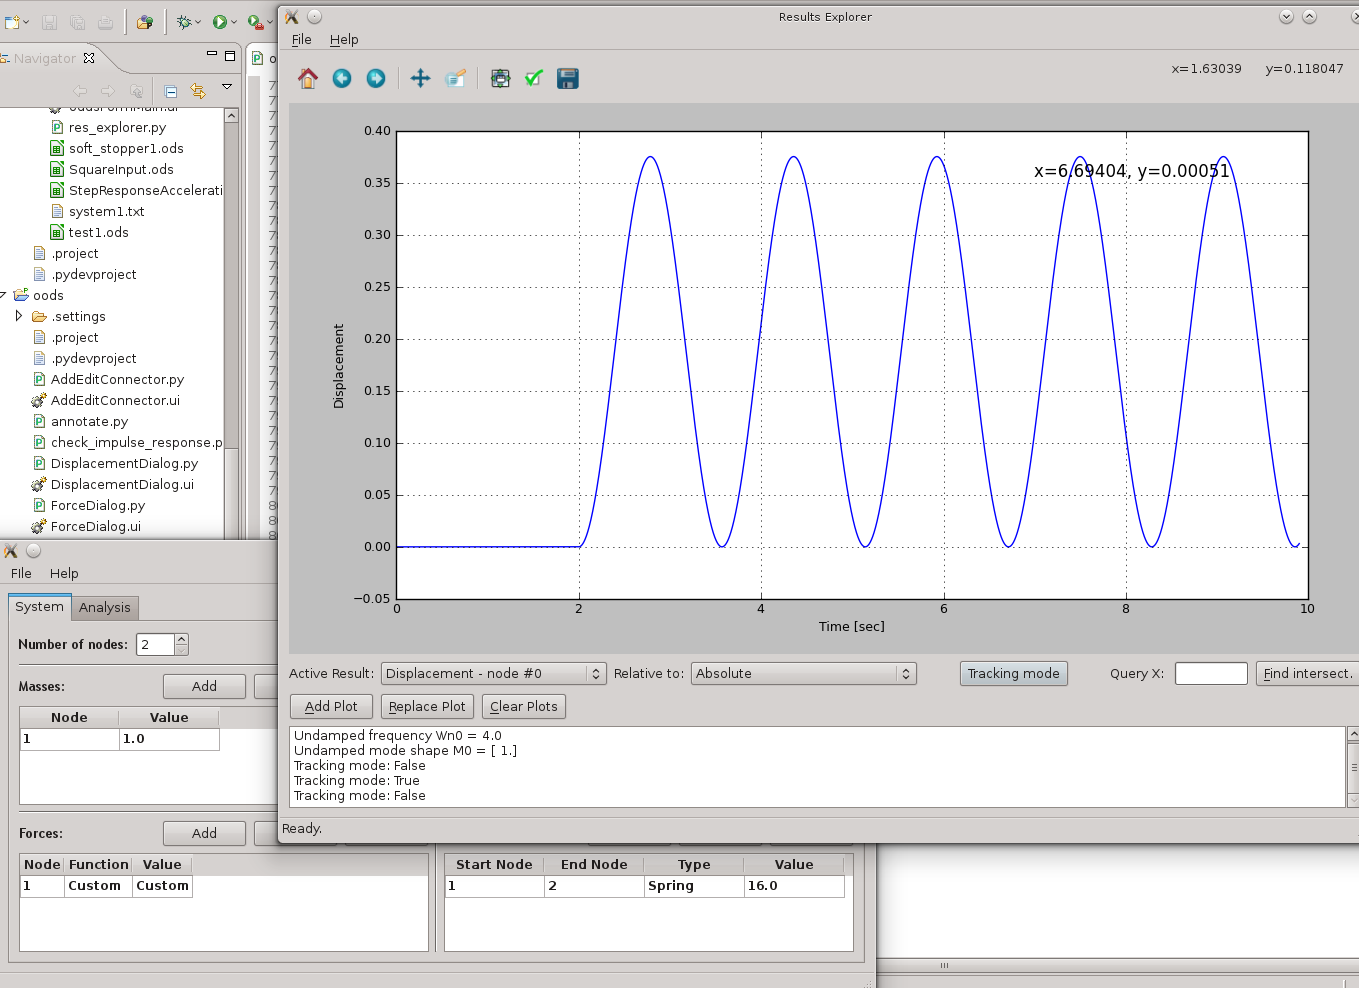 Results Explorer
File Help
x=1.63039 y=0.118047
Navigator
res_explorer.py
soft_stopper1.ods
SquareInput.ods
StepResponseAccelerati
system1.txt
test1.ods
.project
.pydevproject
oods
.settings
.project
.pydevproject
AddEditConnector.py
AddEditConnector.ui
annotate.py
check_impulse_response.p
DisplacementDialog.py
DisplacementDialog.ui
ForceDialog.py
ForceDialog.ui
0.40
0.35
0.30
0.25
0.20
0.15
0.10
0.05
0.00
−0.05
0 2 4 6 8 10
Displacement
Time [sec]
x=6.69404, y=0.00051
Active Result: Displacement - node #0 Relative to: Absolute Tracking mode Query X: Find intersect.
Add Plot Replace Plot Clear Plots
Undamped frequency Wn0 = 4.0
Undamped mode shape M0 = [ 1.]
Tracking mode: False
Tracking mode: True
Tracking mode: False
Ready.
FIle Help
System Analysis
Number of nodes: 2
Masses: Add
Node Value
1 1.0
Forces: Add
Node Function Value
1 Custom Custom
Start Node End Node Type Value
1 2 Spring 16.0